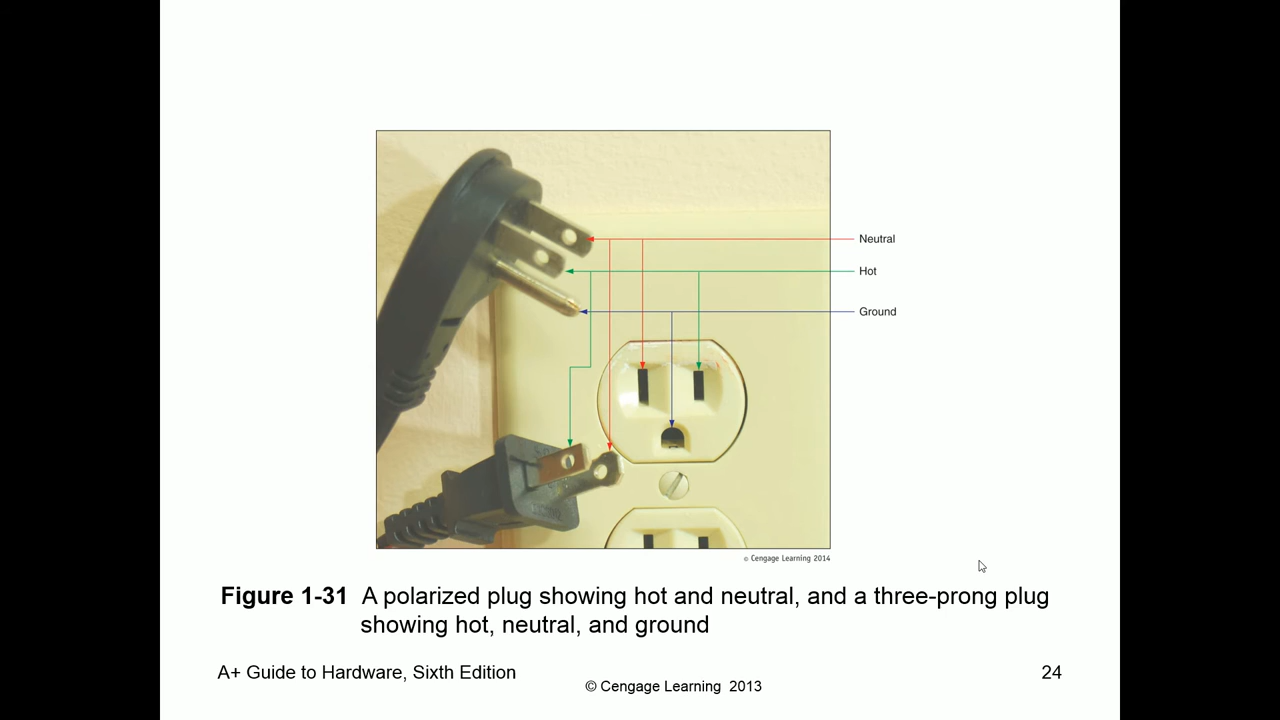 Neutral
Hot
Ground
© Cengage Learning 2014
Figure 1-31 A polarized plug showing hot and neutral, and a three-prong plug
showing hot, neutral, and ground
A+ Guide to Hardware, Sixth Edition
© Cengage Learning 2013
24